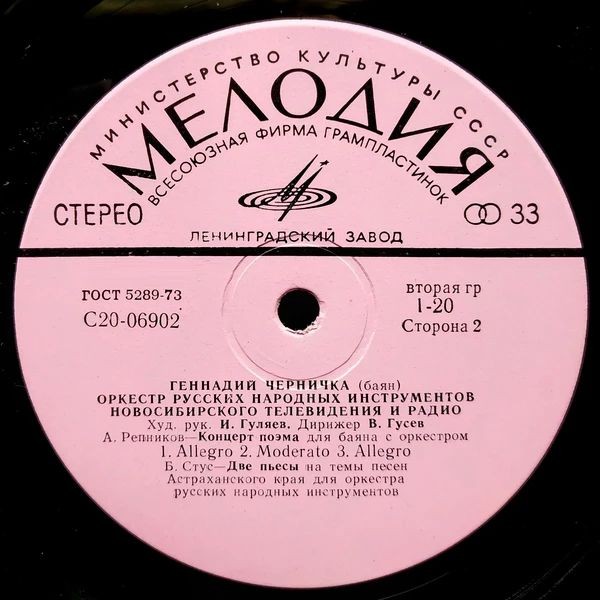 МИНИСТЕРСТВО КУЛЬТУРЫ СССР
МЕЛОДИЯ
ВСЕСОЮЗНАЯ ФИРМА ГРАМПЛАСТИНОК
СТЕРЕО
33
ЛЕНИНГРАДСКИЙ ЗАВОД
ГОСТ 5289-73
С20-06902
вторая гр
1-20
Сторона 2
ГЕННАДИЙ ЧЕРНИЧКА (баян)
ОРКЕСТР РУССКИХ НАРОДНЫХ ИНСТРУМЕНТОВ
НОВОСИБИРСКОГО ТЕЛЕВИДЕНИЯ И РАДИО
Худ. рук. И. Гуляев. Дирижер В. Гусев
А. Репников—Концерт поэма для баяна с оркестром
1. Allegro 2. Moderato 3. Allegro
Б. Стус—Две пьесы на темы песен
Астраханского края для оркестра
русских народных инструментов